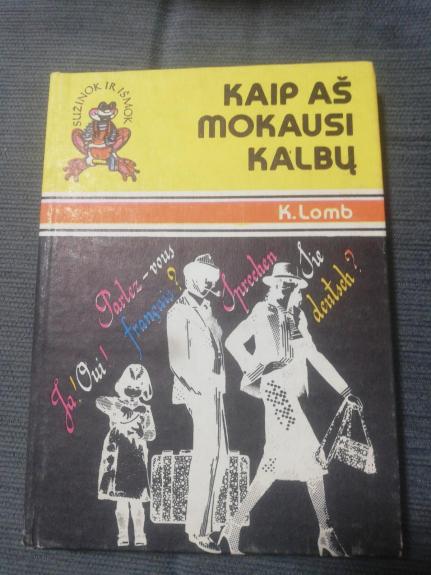 SUŽINOK IR IŠMOK
KAIP AŠ
MOKAUSI
KALBŲ
K.Lomb
Ja! Oui!
Parlez-vous
français?
Sprechen Sie
deutsch?